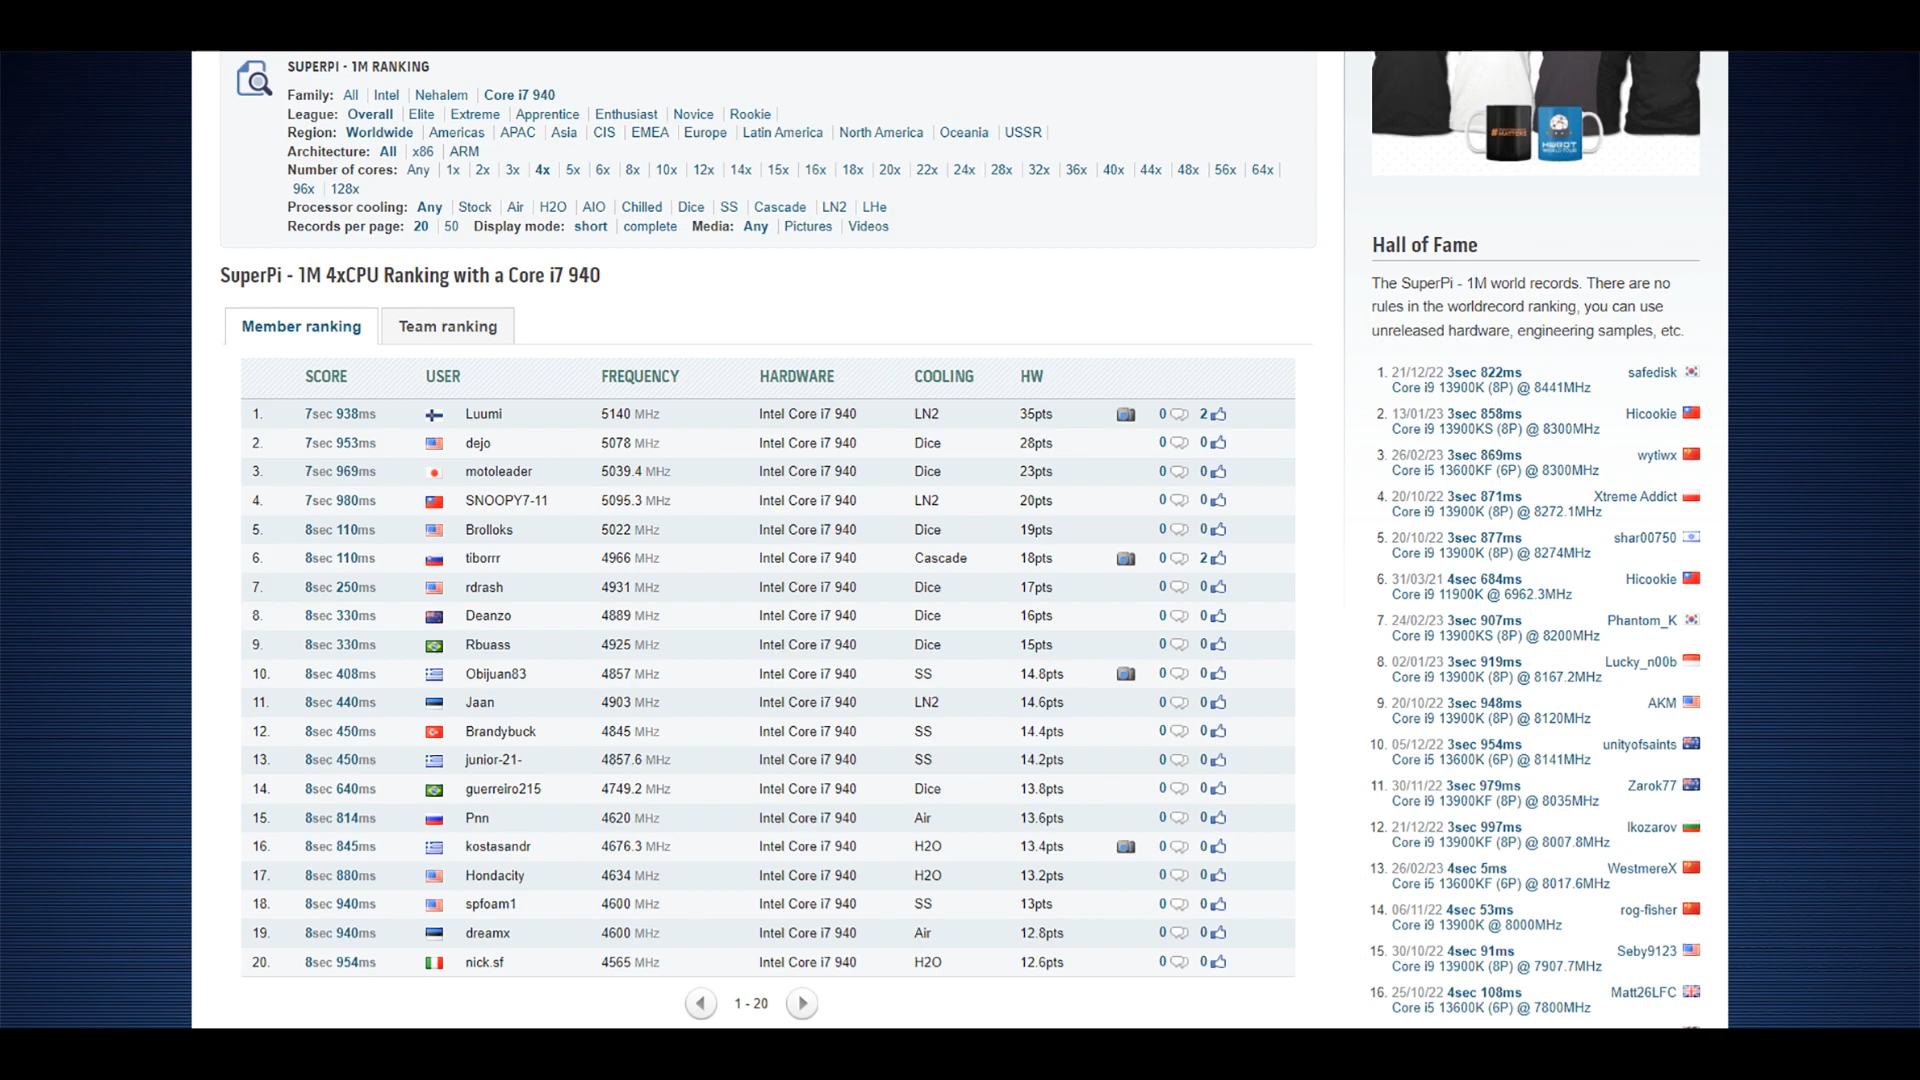 SUPERPI - 1M RANKING
Family: All Intel Nehalem Core i7 940
League: Overall Elite Extreme Apprentice Enthusiast Novice Rookie
Region: Worldwide Americas APAC Asia CIS EMEA Europe Latin America North America Oceania USSR
Architecture: All x86 ARM
Number of cores: Any 1x 2x 3x 4x 5x 6x 8x 10x 12x 14x 15x 16x 18x 20x 22x 24x 28x 32x 36x 40x 44x 48x 56x 64x
96x 128x
Processor cooling: Any Stock Air H2O AIO Chilled Dice SS Cascade LN2 LHe
Records per page: 20 50 Display mode: short complete Media: Any Pictures Videos
SuperPi - 1M 4xCPU Ranking with a Core i7 940
Member ranking Team ranking
SCORE USER FREQUENCY HARDWARE COOLING HW
1. 7sec 938ms Luumi 5140 MHz Intel Core i7 940 LN2 35pts 0 2
2. 7sec 953ms dejo 5078 MHz Intel Core i7 940 Dice 28pts 0 0
3. 7sec 969ms motoleader 5039.4 MHz Intel Core i7 940 Dice 23pts 0 0
4. 7sec 980ms SNOOPY7-11 5095.3 MHz Intel Core i7 940 LN2 20pts 0 0
5. 8sec 110ms Brolloks 5022 MHz Intel Core i7 940 Dice 19pts 0 0
6. 8sec 110ms tiborrr 4966 MHz Intel Core i7 940 Cascade 18pts 0 2
7. 8sec 250ms rdrash 4931 MHz Intel Core i7 940 Dice 17pts 0 0
8. 8sec 330ms Deanzo 4889 MHz Intel Core i7 940 Dice 16pts 0 0
9. 8sec 330ms Rbuass 4925 MHz Intel Core i7 940 Dice 15pts 0 0
10. 8sec 408ms Obijuan83 4857 MHz Intel Core i7 940 SS 14.8pts 0 0
11. 8sec 440ms Jaan 4903 MHz Intel Core i7 940 LN2 14.6pts 0 0
12. 8sec 450ms Brandybuck 4845 MHz Intel Core i7 940 SS 14.4pts 0 0
13. 8sec 450ms junior-21- 4857.6 MHz Intel Core i7 940 SS 14.2pts 0 0
14. 8sec 640ms guerreiro215 4749.2 MHz Intel Core i7 940 Dice 13.8pts 0 0
15. 8sec 814ms Pnn 4620 MHz Intel Core i7 940 Air 13.6pts 0 0
16. 8sec 845ms kostasandr 4676.3 MHz Intel Core i7 940 H2O 13.4pts 0 0
17. 8sec 880ms Hondacity 4634 MHz Intel Core i7 940 H2O 13.2pts 0 0
18. 8sec 940ms spfoam1 4600 MHz Intel Core i7 940 SS 13pts 0 0
19. 8sec 940ms dreamx 4600 MHz Intel Core i7 940 Air 12.8pts 0 0
20. 8sec 954ms nick.sf 4565 MHz Intel Core i7 940 H2O 12.6pts 0 0
1 - 20
Hall of Fame
The SuperPi - 1M world records. There are no
rules in the worldrecord ranking, you can use
unreleased hardware, engineering samples, etc.
1. 21/12/22 3sec 822ms safedisk
Core i9 13900K (8P) @ 8441MHz
2. 13/01/23 3sec 858ms Hicookie
Core i9 13900KS (8P) @ 8300MHz
3. 26/02/23 3sec 869ms wytiwx
Core i5 13600KF (6P) @ 8300MHz
4. 20/10/22 3sec 871ms Xtreme Addict
Core i9 13900K (8P) @ 8272.1MHz
5. 20/10/22 3sec 877ms shar00750
Core i9 13900K (8P) @ 8274MHz
6. 31/03/21 4sec 684ms Hicookie
Core i9 11900K @ 6962.3MHz
7. 24/02/23 3sec 907ms Phantom_K
Core i9 13900KS (8P) @ 8200MHz
8. 02/01/23 3sec 919ms Lucky_n00b
Core i9 13900K (8P) @ 8167.2MHz
9. 20/10/22 3sec 948ms AKM
Core i9 13900K (8P) @ 8120MHz
10. 05/12/22 3sec 954ms unityofsaints
Core i5 13600K (6P) @ 8141MHz
11. 30/11/22 3sec 979ms Zarok77
Core i9 13900KF (8P) @ 8035MHz
12. 21/12/22 3sec 997ms Ikozarov
Core i9 13900KF (8P) @ 8007.8MHz
13. 26/02/23 4sec 5ms WestmereX
Core i5 13600KF (6P) @ 8017.6MHz
14. 06/11/22 4sec 53ms rog-fisher
Core i9 13900K @ 8000MHz
15. 30/10/22 4sec 91ms Seby9123
Core i9 13900K (8P) @ 7907.7MHz
16. 25/10/22 4sec 108ms Matt26LFC
Core i5 13600K (6P) @ 7800MHz